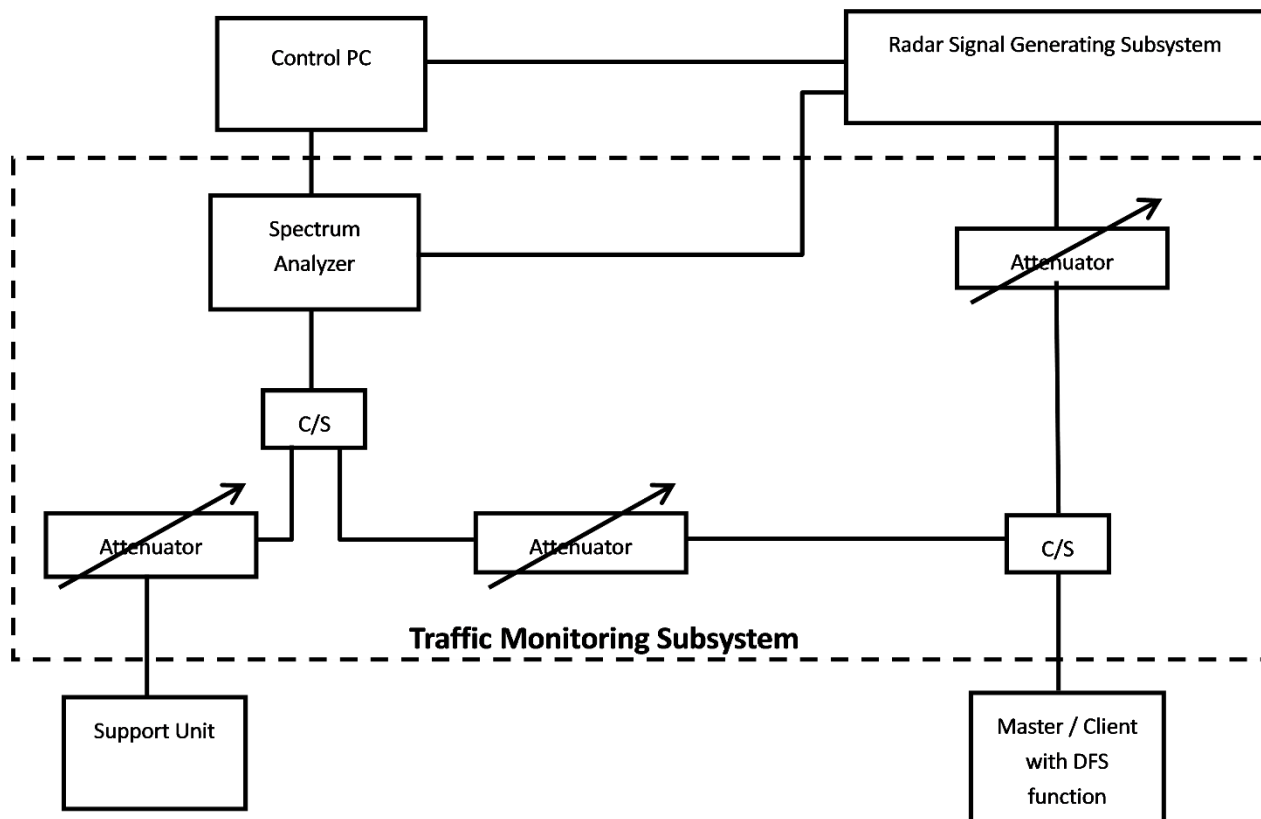 Control PC
Radar Signal Generating Subsystem
Spectrum
Analyzer
Attenuator
C/S
Attenuator
Attenuator
C/S
Traffic Monitoring Subsystem
Support Unit
Master / Client
with DFS
function